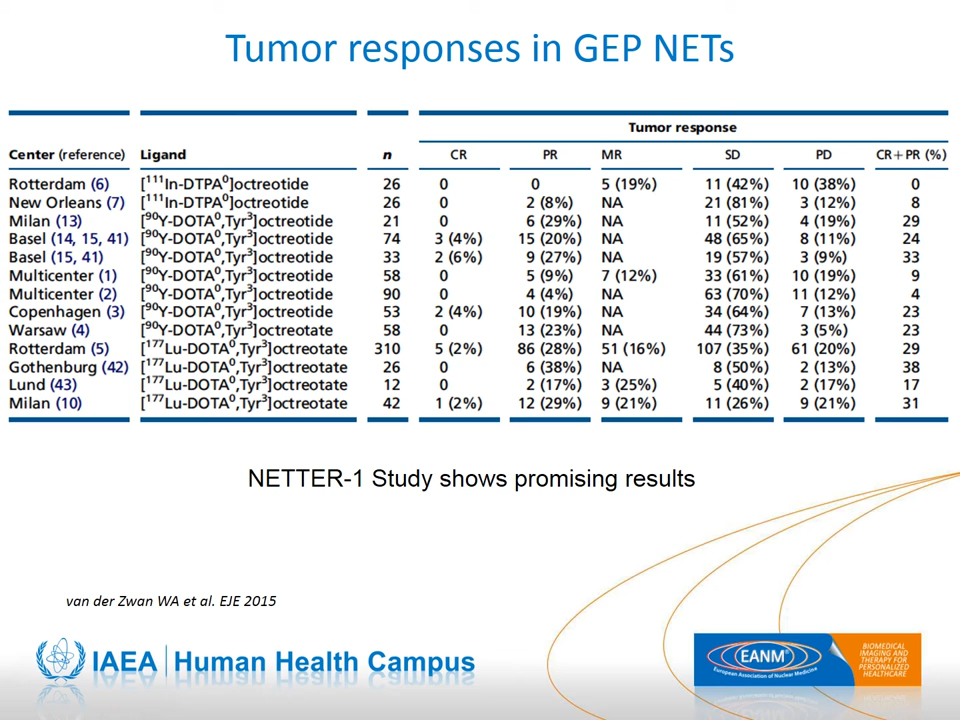 Tumor responses in GEP NETs
Tumor response
Center (reference) Ligand n CR PR MR SD PD CR+PR (%)
Rotterdam (6) [¹¹¹In-DTPA⁰]octreotide 26 0 0 5 (19%) 11 (42%) 10 (38%) 0
New Orleans (7) [¹¹¹In-DTPA⁰]octreotide 26 0 2 (8%) NA 21 (81%) 3 (12%) 8
Milan (13) [⁹⁰Y-DOTA⁰,Tyr³]octreotide 21 0 6 (29%) NA 11 (52%) 4 (19%) 29
Basel (14, 15, 41) [⁹⁰Y-DOTA⁰,Tyr³]octreotide 74 3 (4%) 15 (20%) NA 48 (65%) 8 (11%) 24
Basel (15, 41) [⁹⁰Y-DOTA⁰,Tyr³]octreotide 33 2 (6%) 9 (27%) NA 19 (57%) 3 (9%) 33
Multicenter (1) [⁹⁰Y-DOTA⁰,Tyr³]octreotide 58 0 5 (9%) 7 (12%) 33 (61%) 10 (19%) 9
Multicenter (2) [⁹⁰Y-DOTA⁰,Tyr³]octreotide 90 0 4 (4%) NA 63 (70%) 11 (12%) 4
Copenhagen (3) [⁹⁰Y-DOTA⁰,Tyr³]octreotide 53 2 (4%) 10 (19%) NA 34 (64%) 7 (13%) 23
Warsaw (4) [⁹⁰Y-DOTA⁰,Tyr³]octreotate 58 0 13 (23%) NA 44 (73%) 3 (5%) 23
Rotterdam (5) [¹⁷⁷Lu-DOTA⁰,Tyr³]octreotate 310 5 (2%) 86 (28%) 51 (16%) 107 (35%) 61 (20%) 29
Gothenburg (42) [¹⁷⁷Lu-DOTA⁰,Tyr³]octreotate 26 0 6 (38%) NA 8 (50%) 2 (13%) 38
Lund (43) [¹⁷⁷Lu-DOTA⁰,Tyr³]octreotate 12 0 2 (17%) 3 (25%) 5 (40%) 2 (17%) 17
Milan (10) [¹⁷⁷Lu-DOTA⁰,Tyr³]octreotate 42 1 (2%) 12 (29%) 9 (21%) 11 (26%) 9 (21%) 31
NETTER-1 Study shows promising results
van der Zwan WA et al. EJE 2015
IAEA Human Health Campus
EANM®
European Association of Nuclear Medicine
BIOMEDICAL
IMAGING AND
THERAPY FOR
PERSONALIZED
HEALTHCARE